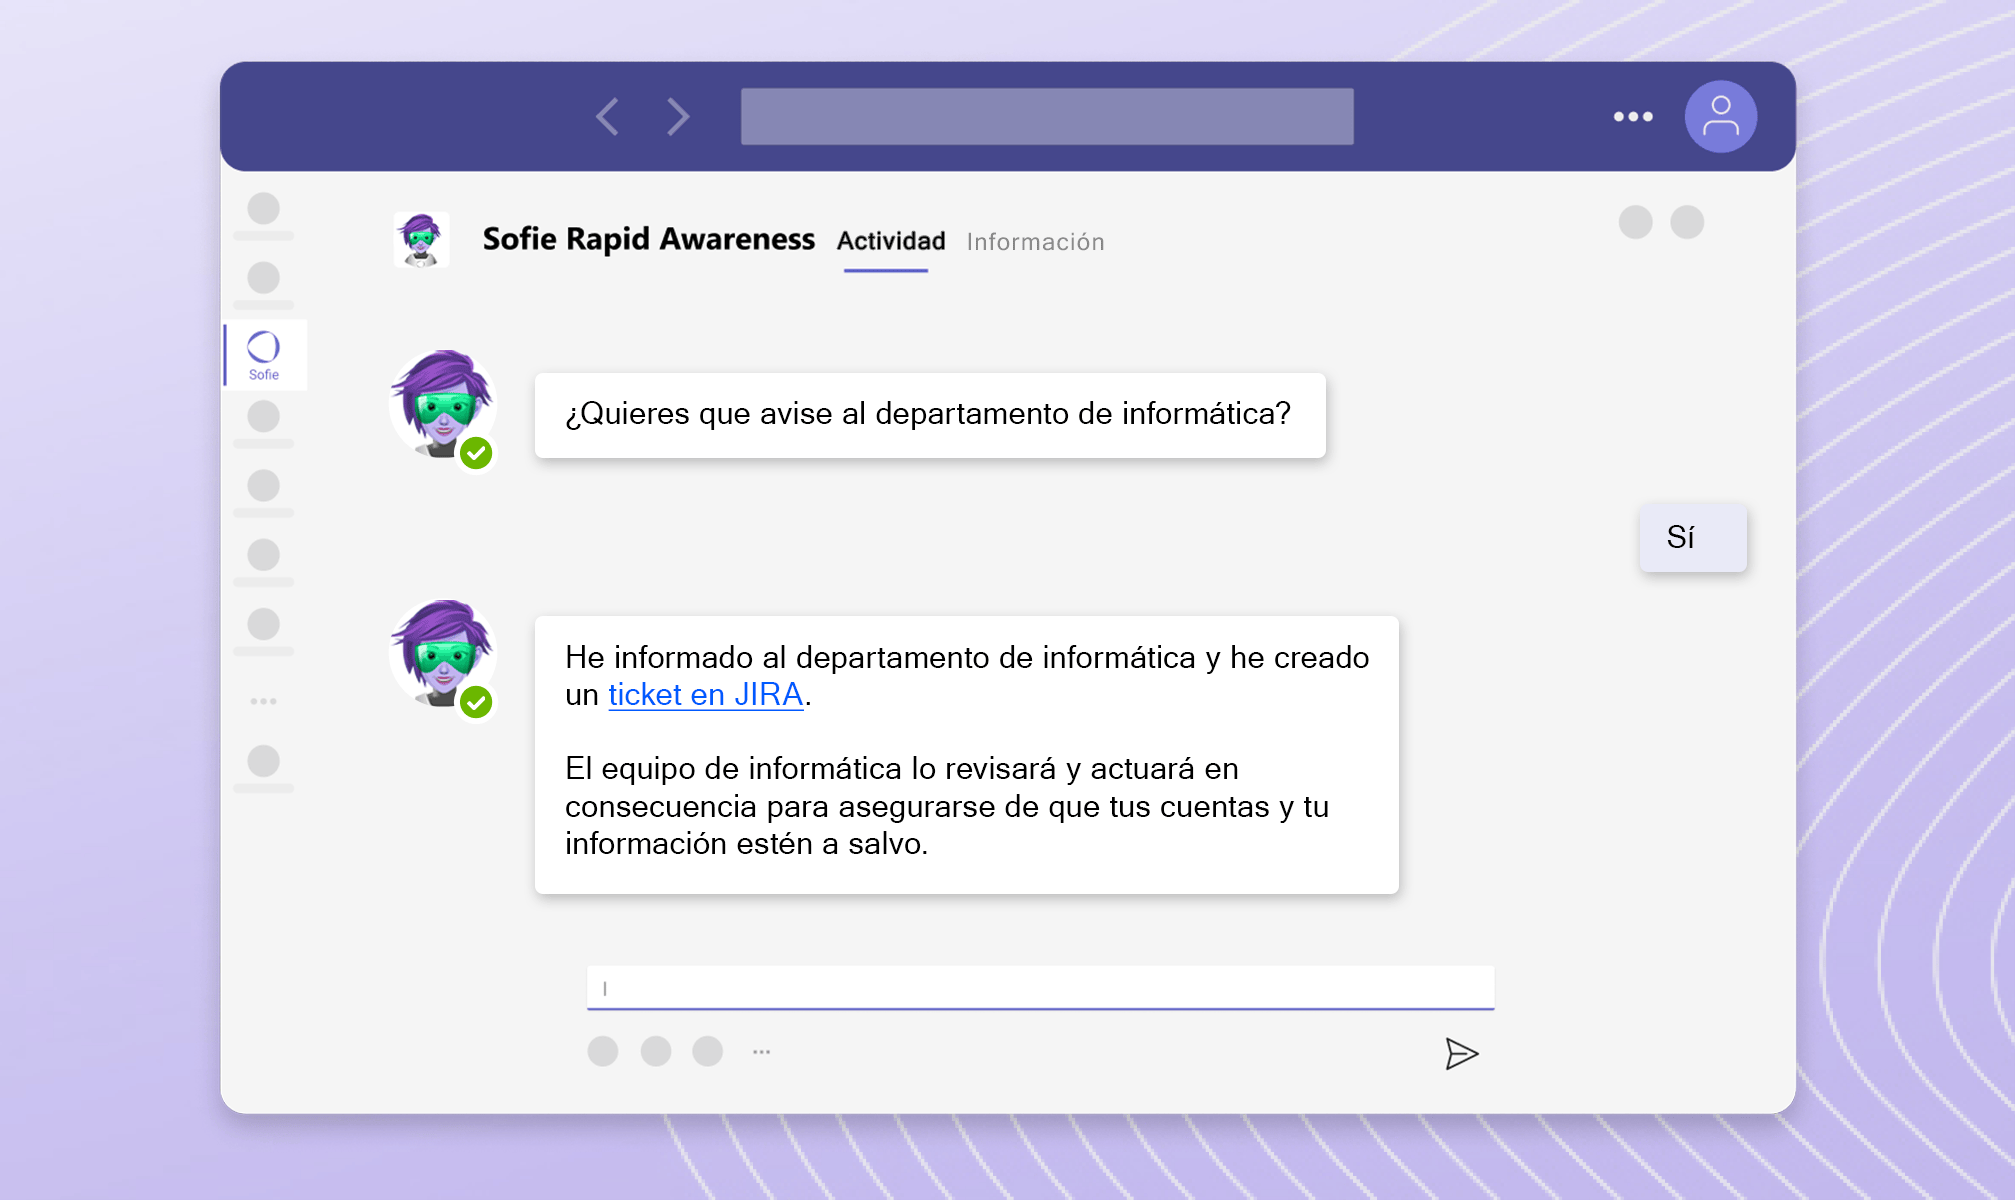 Sofie Rapid Awareness Actividad Información
Sofie
¿Quieres que avise al departamento de informática?
Sí
He informado al departamento de informática y he creado
un ticket en JIRA.
El equipo de informática lo revisará y actuará en
consecuencia para asegurarse de que tus cuentas y tu
información estén a salvo.